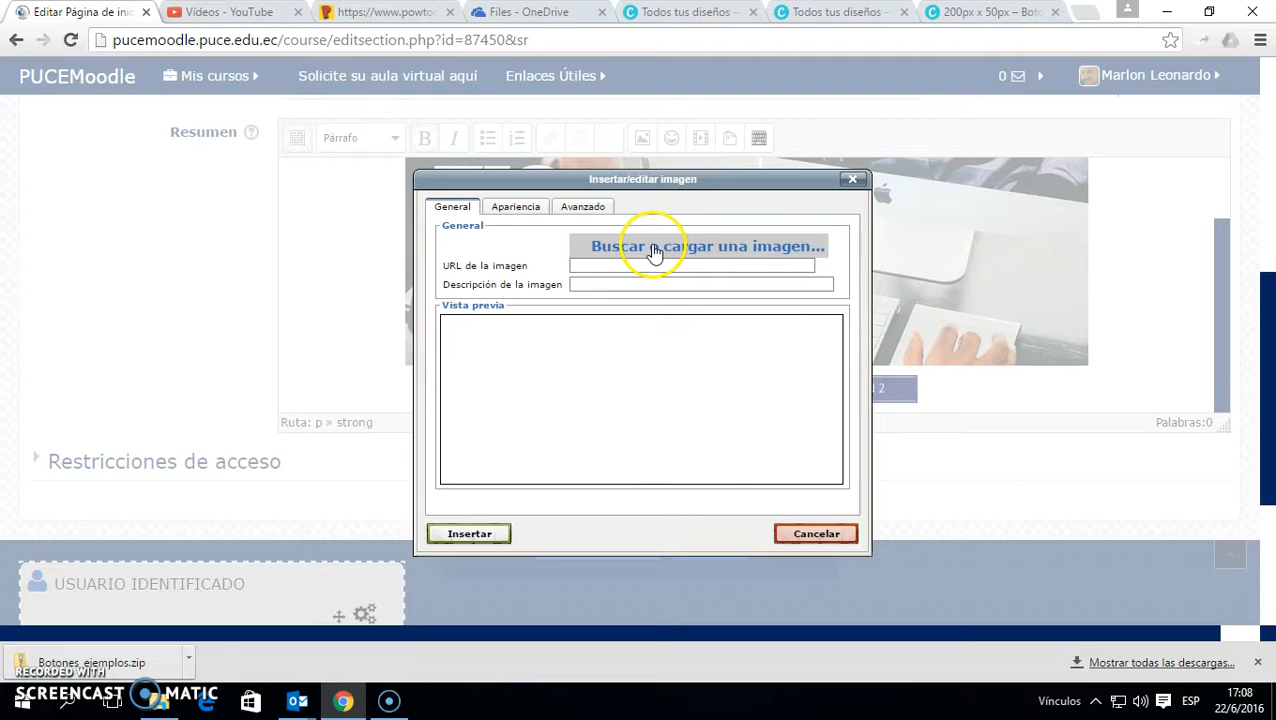 Editar Página de inic
Vídeos - YouTube
https://www.powtoon
Files - OneDrive
Todos tus diseños –
Todos tus diseños –
200px x 50px – Boto
pucemoodle.puce.edu.ec/course/editsection.php?id=87450&sr
PUCEMoodle
Mis cursos
Solicite su aula virtual aquí
Enlaces Útiles
0
Marlon Leonardo
Resumen
Párrafo
B
I
Insertar/editar imagen
General
Apariencia
Avanzado
General
Buscar o cargar una imagen...
URL de la imagen
Descripción de la imagen
Vista previa
d 2
Ruta: p » strong
Palabras:0
Restricciones de acceso
Insertar
Cancelar
USUARIO IDENTIFICADO
Botones_ejemplos.zip
Mostrar todas las descargas...
RECORDED WITH
SCREENCAST MATIC
Vínculos
ESP
17:08
22/6/2016